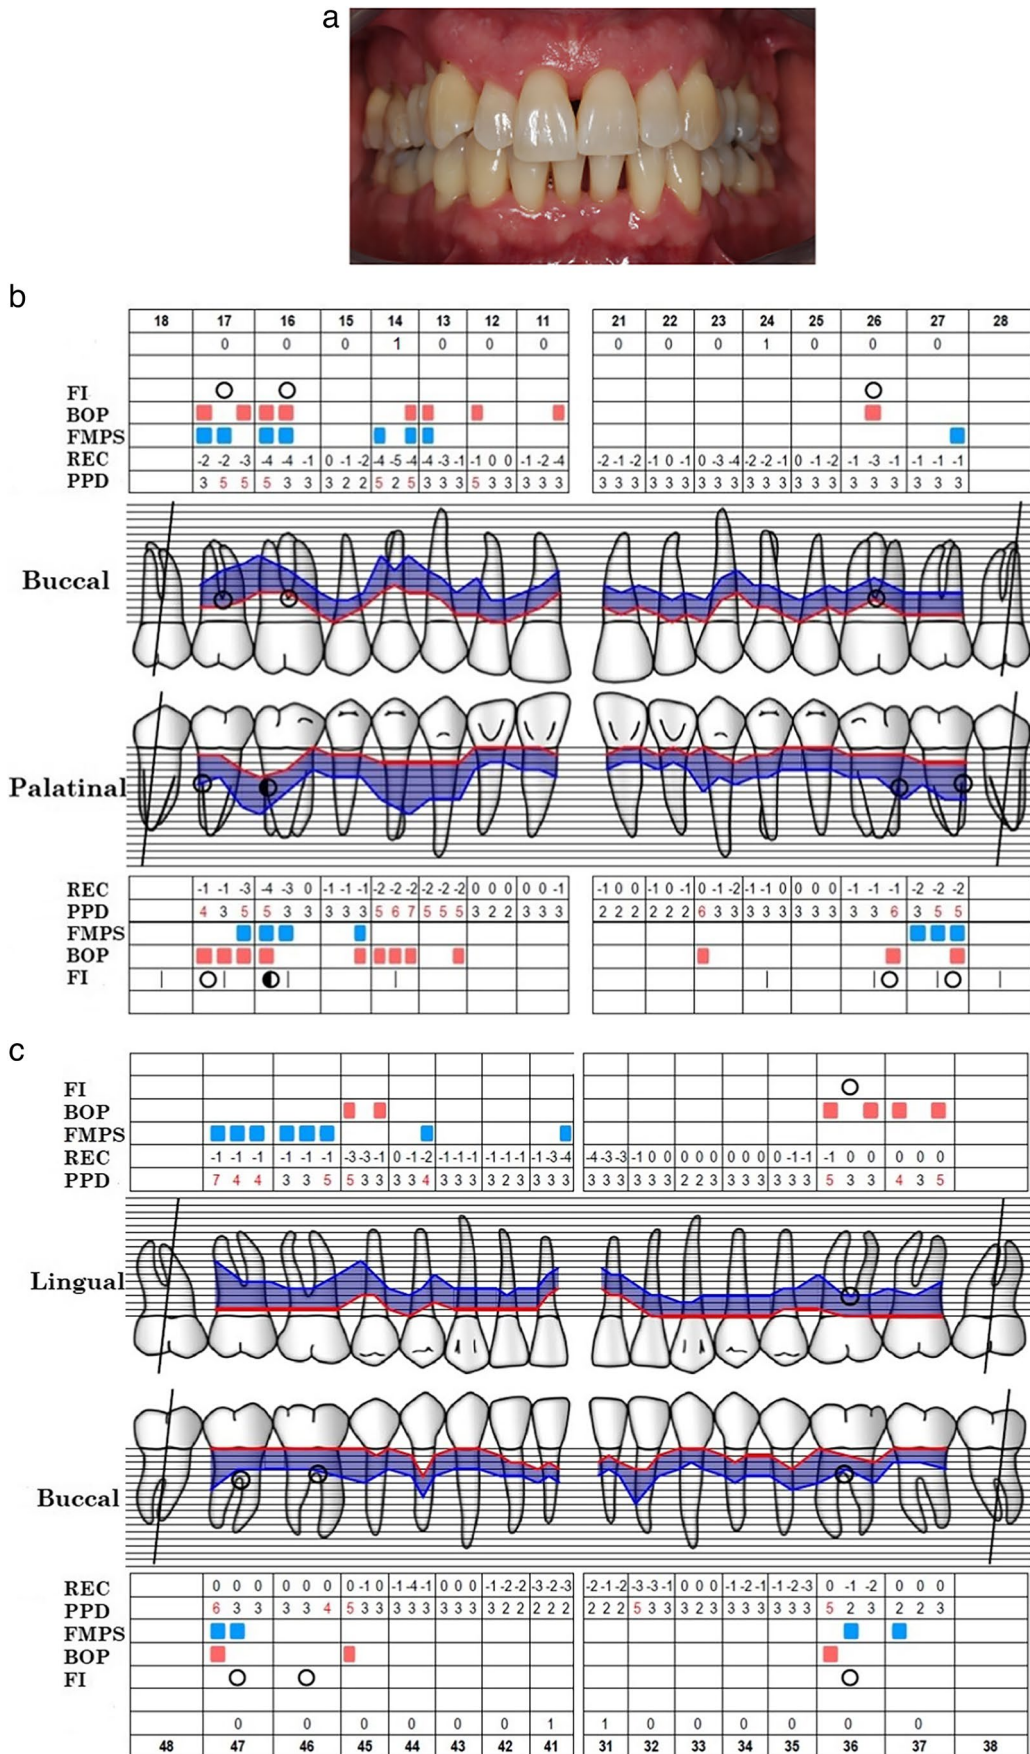 a
b
18 17 16 15 14 13 12 11 21 22 23 24 25 26 27 28
0 0 0 1 0 0 0 0 0 0 1 0 0 0
FI
BOP
FMPS
REC -2 -2 -3 -4 -4 -1 0 -1 -2 -4 -5 -4 -4 -3 -1 -1 0 0 -1 -2 -4 -2 -1 -2 -1 0 -1 0 -3 -4 -2 -2 -1 0 -1 -2 -1 -3 -1 -1 -1 -1
PPD 3 5 5 5 3 3 3 2 2 5 2 5 3 3 3 5 3 3 3 3 3 3 3 3 3 3 3 3 3 3 3 3 3 3 3 3 3 3 3 3 3 3
Buccal
Palatinal
REC -1 -1 -3 -4 -3 0 -1 -1 -1 -2 -2 -2 -2 -2 -2 0 0 0 0 0 -1 -1 0 0 -1 0 -1 0 -1 -2 -1 -1 0 0 0 0 -1 -1 -1 -2 -2 -2
PPD 4 3 5 5 3 3 3 3 3 5 6 7 5 5 5 3 2 2 3 3 3 2 2 2 2 2 2 6 3 3 3 3 3 3 3 3 3 3 6 3 5 5
FMPS
BOP
FI
c
FI
BOP
FMPS
REC -1 -1 -1 -1 -1 -1 -3 -3 -1 0 -1 -2 -1 -1 -1 -1 -1 -1 -1 -3 -4 -4 -3 -3 -1 0 0 0 0 0 0 0 0 0 -1 -1 -1 0 0 0 0
PPD 7 4 4 3 3 5 5 3 3 3 3 4 3 3 3 3 2 3 3 3 3 3 3 3 3 3 3 2 2 3 3 3 3 3 3 3 5 3 3 4 3 5
Lingual
Buccal
REC 0 0 0 0 0 0 0 -1 0 -1 -4 -1 0 0 0 -1 -2 -2 -3 -2 -3 -2 -1 -2 -3 -3 -1 0 0 0 -1 -2 -1 -1 -2 -3 0 -1 -2 0 0 0
PPD 6 3 3 3 3 4 5 3 3 3 3 3 3 3 3 3 2 2 2 2 2 2 2 2 5 3 3 3 2 3 3 3 3 3 3 3 5 2 3 2 2 3
FMPS
BOP
FI
0 0 0 0 0 0 1 1 0 0 0 0 0 0
48 47 46 45 44 43 42 41 31 32 33 34 35 36 37 38